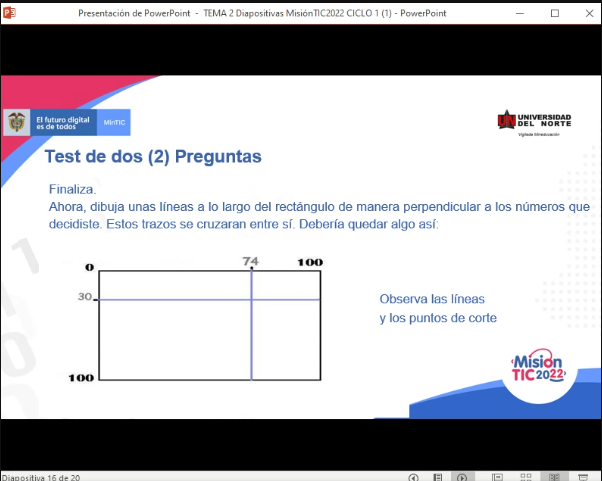 Presentación de PowerPoint - TEMA 2 Diapositivas MisiónTIC2022 CICLO 1 (1) - PowerPoint
El futuro digital
es de todos
MinTIC
UNIVERSIDAD
DEL NORTE
Vigilada Mineducación
Test de dos (2) Preguntas
Finaliza.
Ahora, dibuja unas líneas a lo largo del rectángulo de manera perpendicular a los números que
decidiste. Estos trazos se cruzaran entre sí. Debería quedar algo así:
0 74 100
30
100
Observa las líneas
y los puntos de corte
Misión
TIC2022
Diapositiva 16 de 20